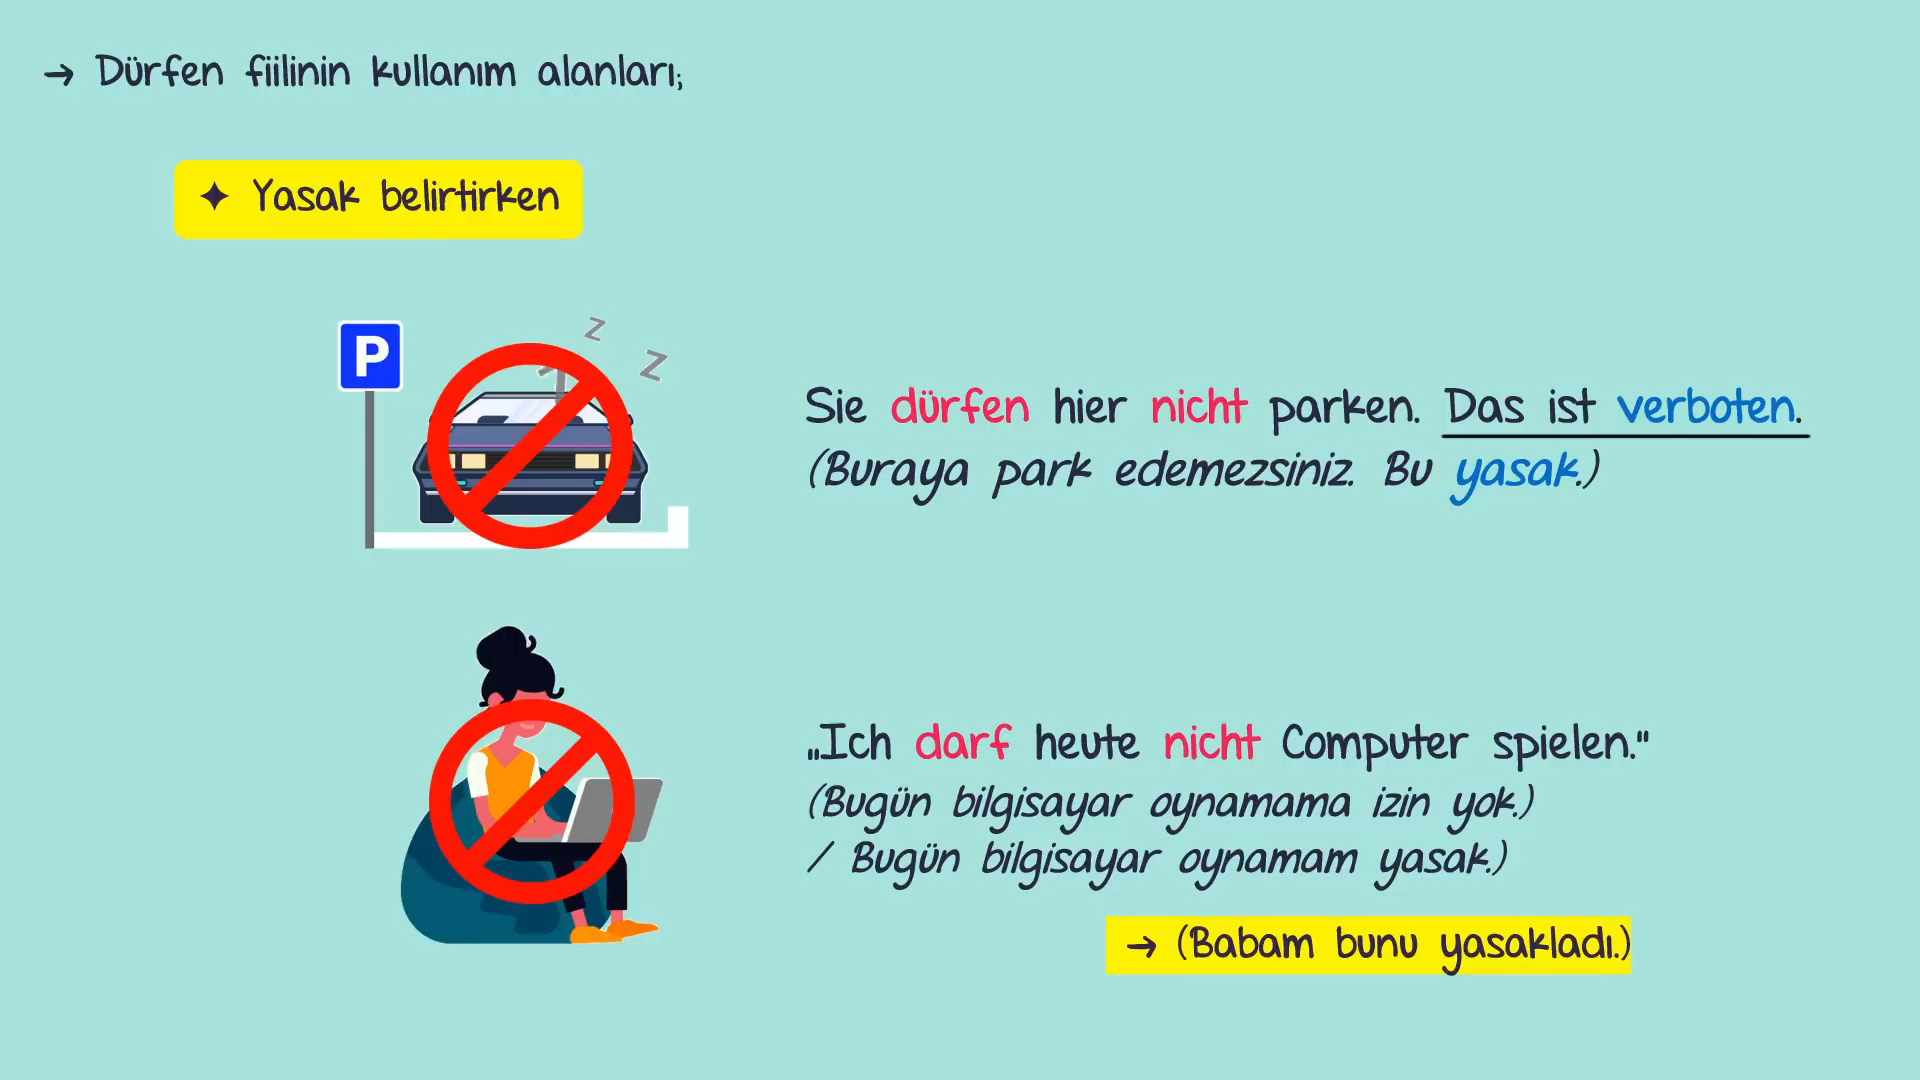 → Dürfen fiilinin kullanım alanları;
✦ Yasak belirtirken
P
z
z
Sie dürfen hier nicht parken. Das ist verboten.
(Buraya park edemezsiniz. Bu yasak.)
„Ich darf heute nicht Computer spielen."
(Bugün bilgisayar oynamama izin yok.)
/ Bugün bilgisayar oynamam yasak.)
→ (Babam bunu yasakladı.)